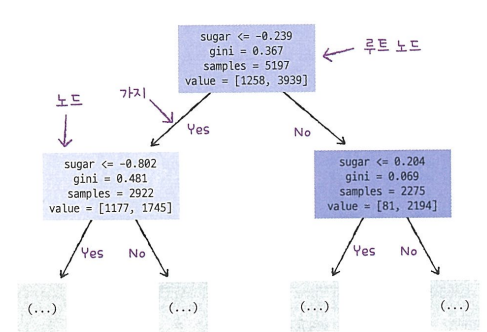 sugar <= -0.239
gini = 0.367
samples = 5197
value = [1258, 3939]
루트 노드
노드
가지
Yes
No
sugar <= -0.802
gini = 0.481
samples = 2922
value = [1177, 1745]
sugar <= 0.204
gini = 0.069
samples = 2275
value = [81, 2194]
Yes
No
Yes
No
(...)
(...)
(...)
(...)